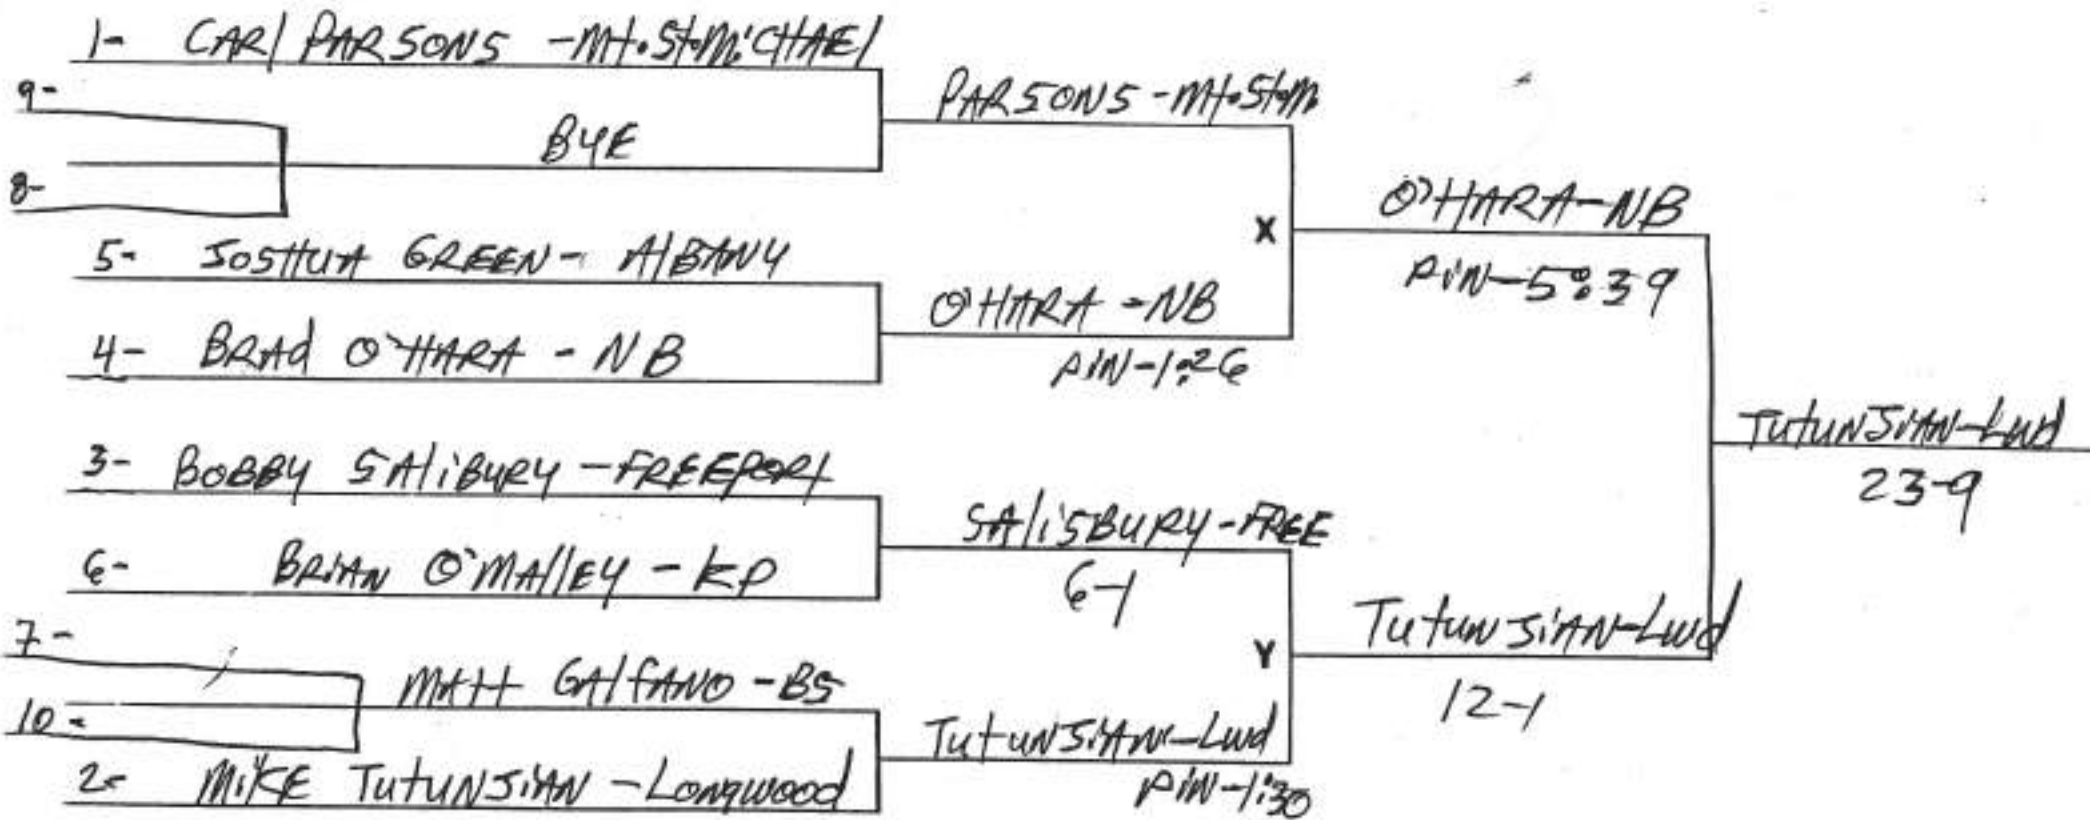 1- CARl PARSONS - Mt. St. MiCHAEl
9-
BYE
8-
PARSONS - Mt. St. M.
X
O'HARA - NB
PiN - 5:39
5- JOSHUA GREEN - AlBANY
4- BRAd O'HARA - NB
O'HARA - NB
PiN - 1:26
TutuNJiAN - Lwd
23-9
3- BOBBY SAliBURY - FREEPORt
6- BRiAN O'MAllEY - KP
SAliSBURY - FREE
6-1
Y
TutuNJiAN - Lwd
12-1
7-
MAtt GAlfANO - BS
10-
2- MiKE TutuNJiAN - Longwood
TutuNJiAN - Lwd
PiN - 1:30